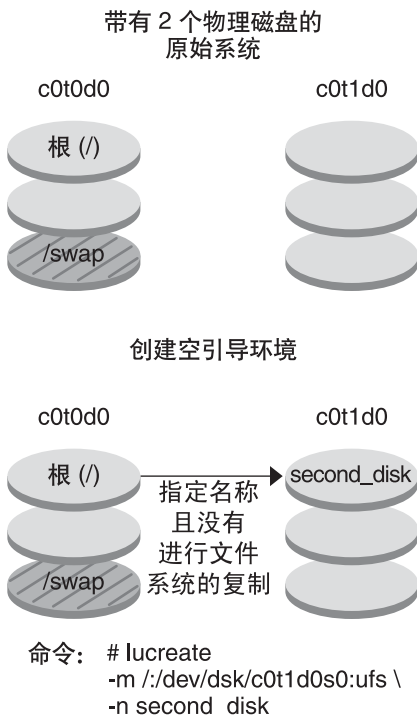 带有 2 个物理磁盘的
原始系统
c0t0d0
c0t1d0
根 (/)
/swap
创建空引导环境
c0t0d0
c0t1d0
根 (/)
second_disk
指定名称
且没有
进行文件
系统的复制
/swap
命令： # lucreate
-m /:/dev/dsk/c0t1d0s0:ufs \
-n second_disk